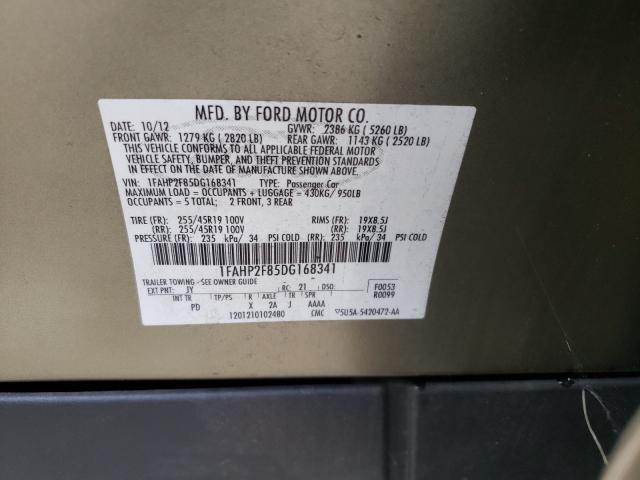 MFD. BY FORD MOTOR CO.
DATE: 10/12 GVWR: 2386 KG ( 5260 LB)
FRONT GAWR: 1279 KG ( 2820 LB) REAR GAWR: 1143 KG ( 2520 LB)
THIS VEHICLE CONFORMS TO ALL APPLICABLE FEDERAL MOTOR
VEHICLE SAFETY, BUMPER, AND THEFT PREVENTION STANDARDS
IN EFFECT ON THE DATE OF MANUFACTURE SHOWN ABOVE.
VIN: 1FAHP2F85DG168341 TYPE: Passenger Car
MAXIMUM LOAD = OCCUPANTS + LUGGAGE = 430KG/ 950LB
OCCUPANTS = 5 TOTAL: 2 FRONT, 3 REAR
TIRE (FR): 255/45R19 100V RIMS (FR): 19X8.5J
(RR): 255/45R19 100V (RR): 19X8.5J
PRESSURE (FR): 235 kPa/ 34 PSI COLD (RR): 235 kPa/ 34 PSI COLD
1FAHP2F85DG168341
TRAILER TOWING - SEE OWNER GUIDE
EXT PNT: JY RC: 21 DSO: F0053
INT TR TP/PS R AXLE TR SPR R0099
PD X 2A J AAAA
1201210102480 CMC 5U5A-5420472-AA